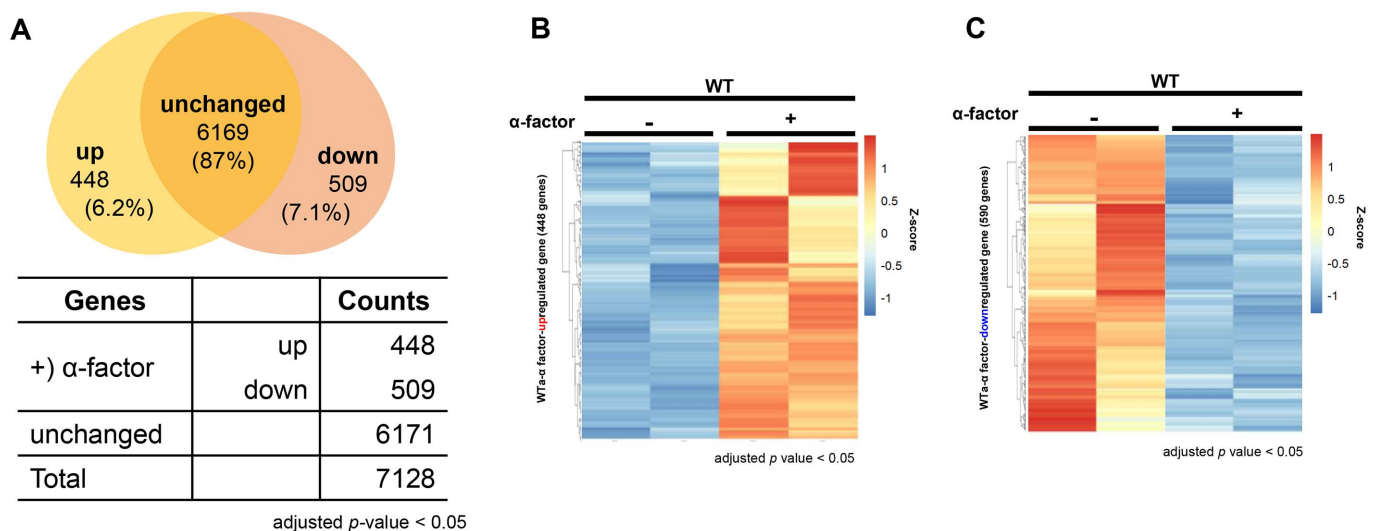 A
unchanged
6169
(87%)
up
448
(6.2%)
down
509
(7.1%)
Genes Counts
+) α-factor up 448
down 509
unchanged 6171
Total 7128
adjusted p-value < 0.05
B
WT
α-factor - +
WTa-α factor-upregulated gene (448 genes)
1
0.5
0
-0.5
-1
Z-score
adjusted p value < 0.05
C
WT
α-factor - +
WTa-α factor-downregulated gene (590 genes)
1
0.5
0
-0.5
-1
Z-score
adjusted p value < 0.05